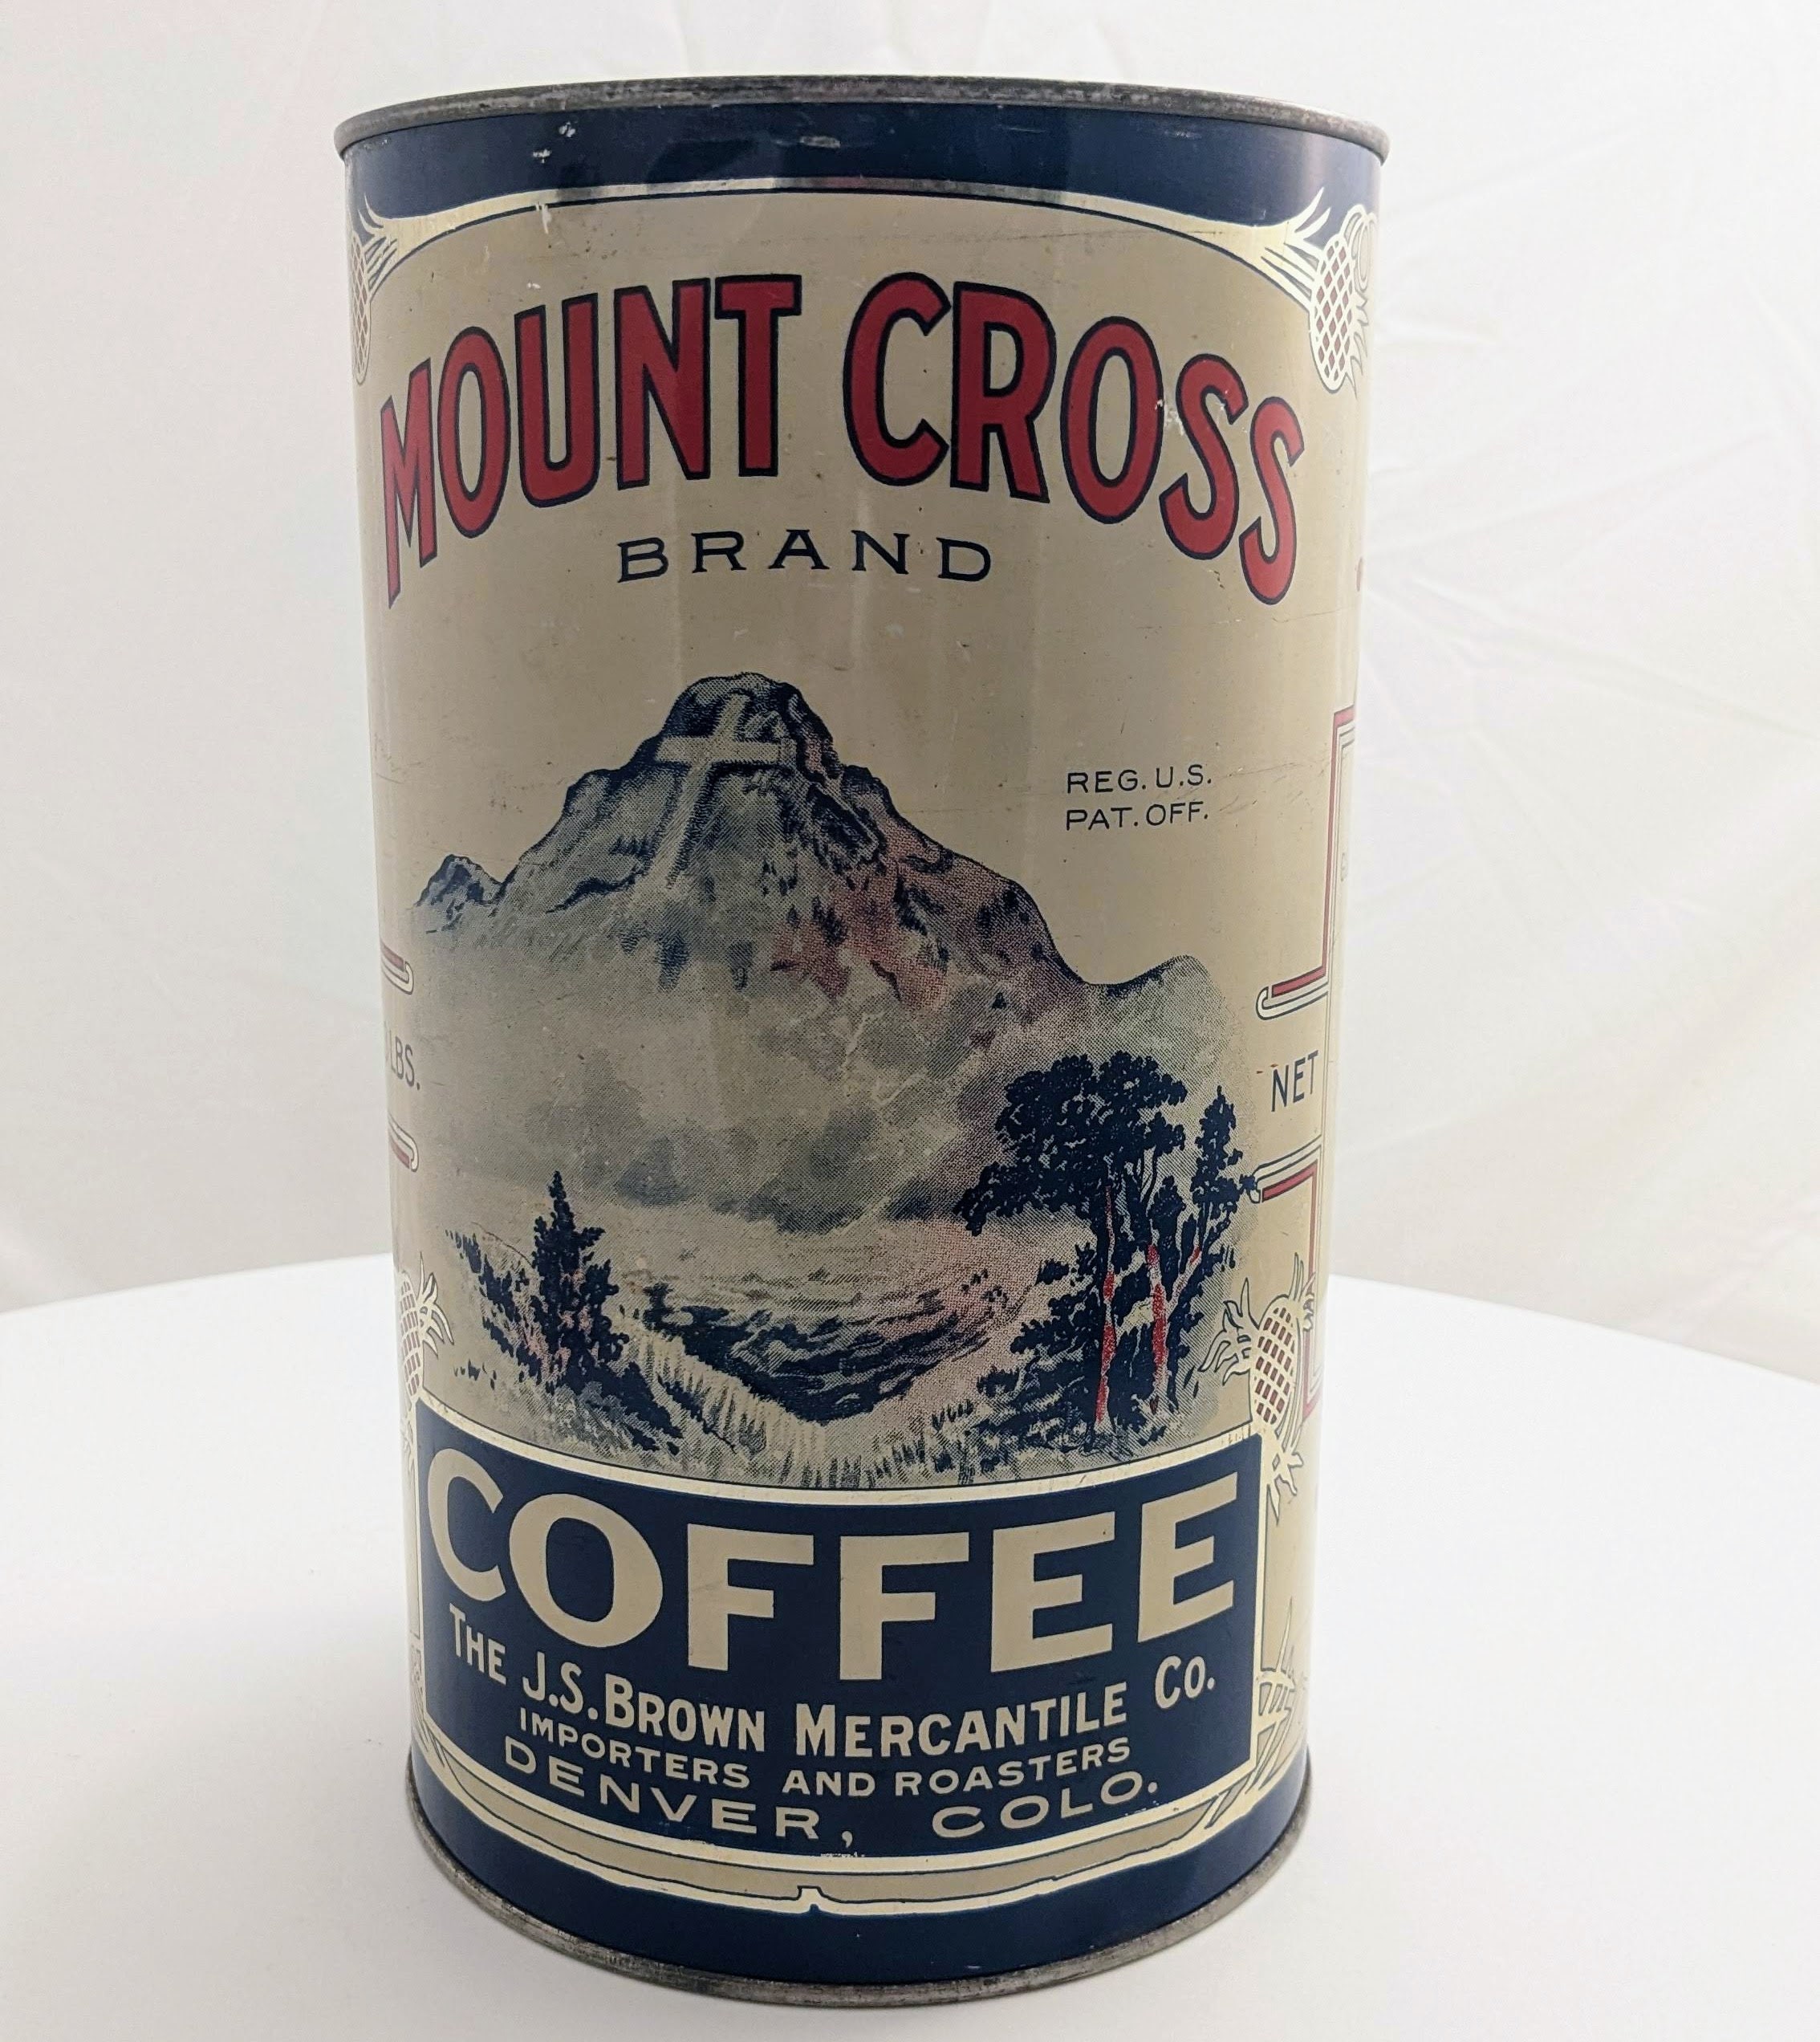 MOUNT CROSS
BRAND
REG. U.S.
PAT. OFF.
LBS.
NET
COFFEE
THE J.S. BROWN MERCANTILE CO.
IMPORTERS AND ROASTERS
DENVER, COLO.